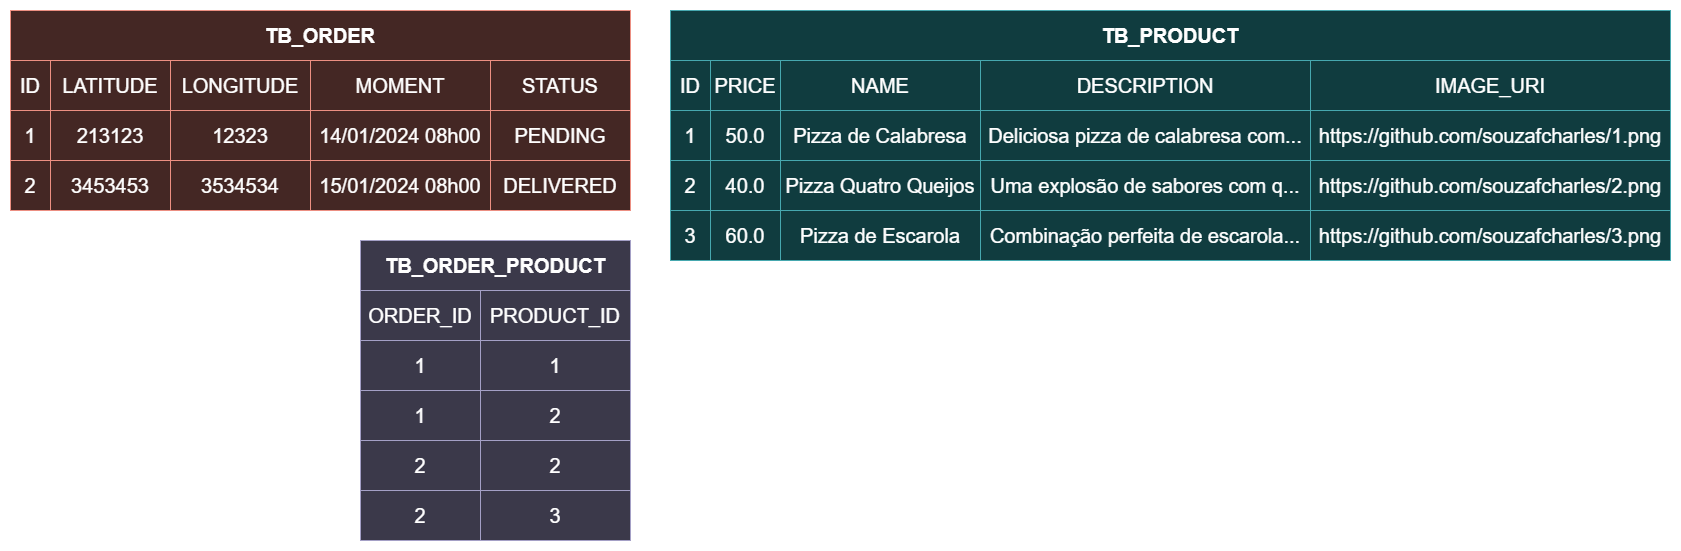 TB_ORDER
ID LATITUDE LONGITUDE MOMENT STATUS
1 213123 12323 14/01/2024 08h00 PENDING
2 3453453 3534534 15/01/2024 08h00 DELIVERED
TB_PRODUCT
ID PRICE NAME DESCRIPTION IMAGE_URI
1 50.0 Pizza de Calabresa Deliciosa pizza de calabresa com... https://github.com/souzafcharles/1.png
2 40.0 Pizza Quatro Queijos Uma explosão de sabores com q... https://github.com/souzafcharles/2.png
3 60.0 Pizza de Escarola Combinação perfeita de escarola... https://github.com/souzafcharles/3.png
TB_ORDER_PRODUCT
ORDER_ID PRODUCT_ID
1 1
1 2
2 2
2 3